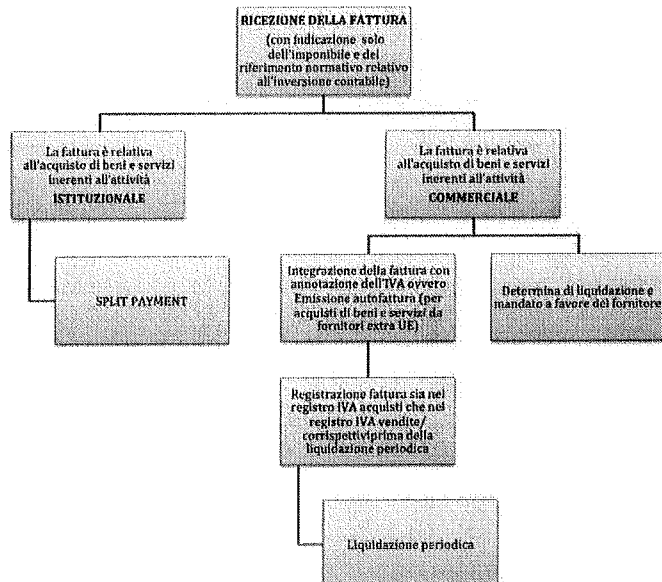 RICEZIONE DELLA FATTURA
(con indicazione solo
dell'imponibile e del
riferimento normativo relativo
all'inversione contabile)
La fattura è relativa
all'acquisto di beni e servizi
inerenti all'attività
ISTITUZIONALE
La fattura è relativa
all'acquisto di beni e servizi
inerenti all'attività
COMMERCIALE
SPLIT PAYMENT
Integrazione della fattura con
annotazione dell'IVA ovvero
Emissione autofattura (per
acquisti di beni e servizi da
fornitori extra UE)
Determina di liquidazione e
mandato a favore del fornitore
Registrazione fattura sia nel
registro IVA acquisti che nel
registro IVA vendite/
corrispettiviprima della
liquidazione periodica
Liquidazione periodica